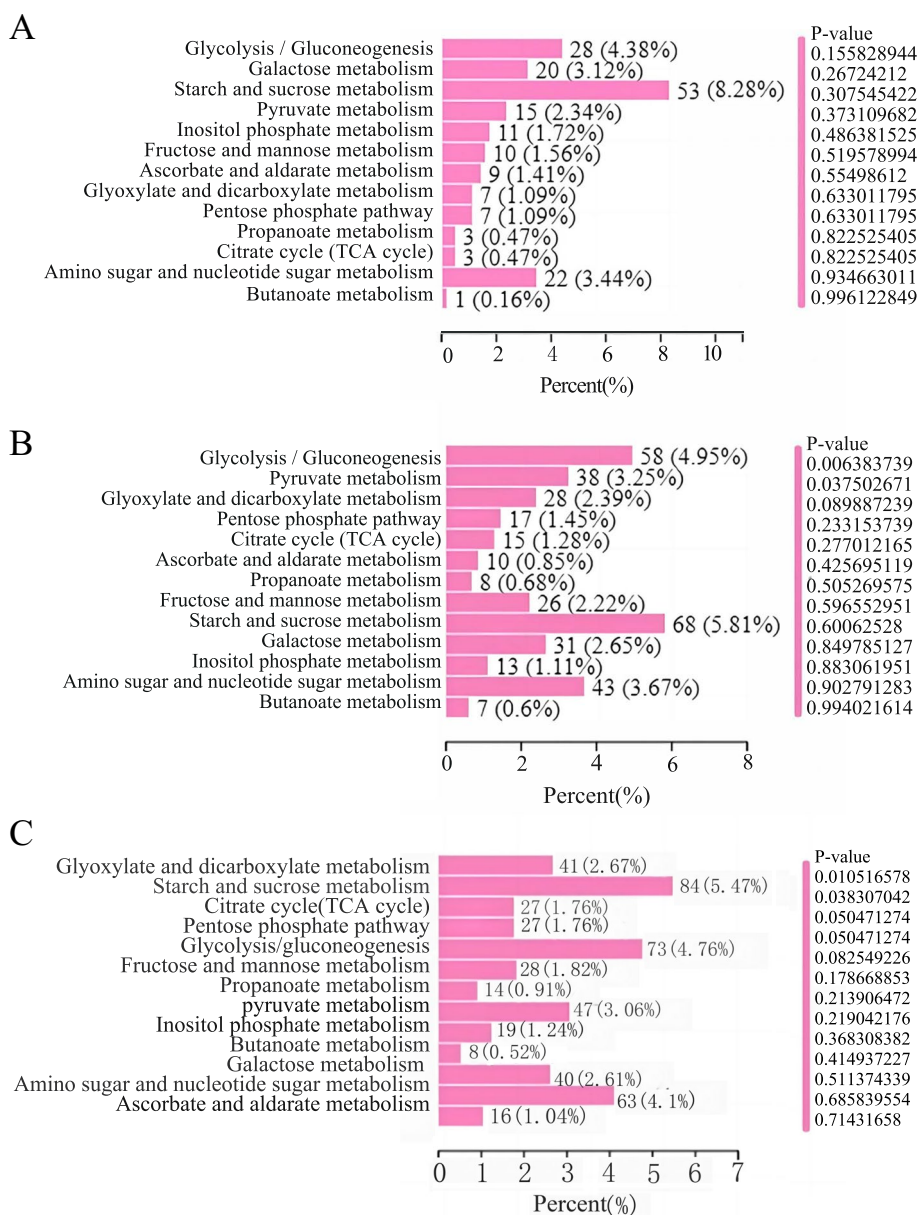 A
P-value
Glycolysis / Gluconeogenesis 28 (4.38%) 0.155828944
Galactose metabolism 20 (3.12%) 0.26724212
Starch and sucrose metabolism 53 (8.28%) 0.307545422
Pyruvate metabolism 15 (2.34%) 0.373109682
Inositol phosphate metabolism 11 (1.72%) 0.486381525
Fructose and mannose metabolism 10 (1.56%) 0.519578994
Ascorbate and aldarate metabolism 9 (1.41%) 0.55498612
Glyoxylate and dicarboxylate metabolism 7 (1.09%) 0.633011795
Pentose phosphate pathway 7 (1.09%) 0.633011795
Propanoate metabolism 3 (0.47%) 0.822525405
Citrate cycle (TCA cycle) 3 (0.47%) 0.822525405
Amino sugar and nucleotide sugar metabolism 22 (3.44%) 0.934663011
Butanoate metabolism 1 (0.16%) 0.996122849
0 2 4 6 8 10
Percent(%)
B
P-value
Glycolysis / Gluconeogenesis 58 (4.95%) 0.006383739
Pyruvate metabolism 38 (3.25%) 0.037502671
Glyoxylate and dicarboxylate metabolism 28 (2.39%) 0.089887239
Pentose phosphate pathway 17 (1.45%) 0.233153739
Citrate cycle (TCA cycle) 15 (1.28%) 0.277012165
Ascorbate and aldarate metabolism 10 (0.85%) 0.425695119
Propanoate metabolism 8 (0.68%) 0.505269575
Fructose and mannose metabolism 26 (2.22%) 0.596552951
Starch and sucrose metabolism 68 (5.81%) 0.60062528
Galactose metabolism 31 (2.65%) 0.849785127
Inositol phosphate metabolism 13 (1.11%) 0.883061951
Amino sugar and nucleotide sugar metabolism 43 (3.67%) 0.902791283
Butanoate metabolism 7 (0.6%) 0.994021614
0 2 4 6 8
Percent(%)
C
P-value
Glyoxylate and dicarboxylate metabolism 41(2.67%) 0.010516578
Starch and sucrose metabolism 84(5.47%) 0.038307042
Citrate cycle(TCA cycle) 27(1.76%) 0.050471274
Pentose phosphate pathway 27(1.76%) 0.050471274
Glycolysis/gluconeogenesis 73(4.76%) 0.082549226
Fructose and mannose metabolism 28(1.82%) 0.178668853
Propanoate metabolism 14(0.91%) 0.213906472
pyruvate metabolism 47(3.06%) 0.219042176
Inositol phosphate metabolism 19(1.24%) 0.368308382
Butanoate metabolism 8(0.52%) 0.414937227
Galactose metabolism 40(2.61%) 0.511374339
Amino sugar and nucleotide sugar metabolism 63(4.1%) 0.685839554
Ascorbate and aldarate metabolism 16(1.04%) 0.71431658
0 1 2 3 4 5 6 7
Percent(%)